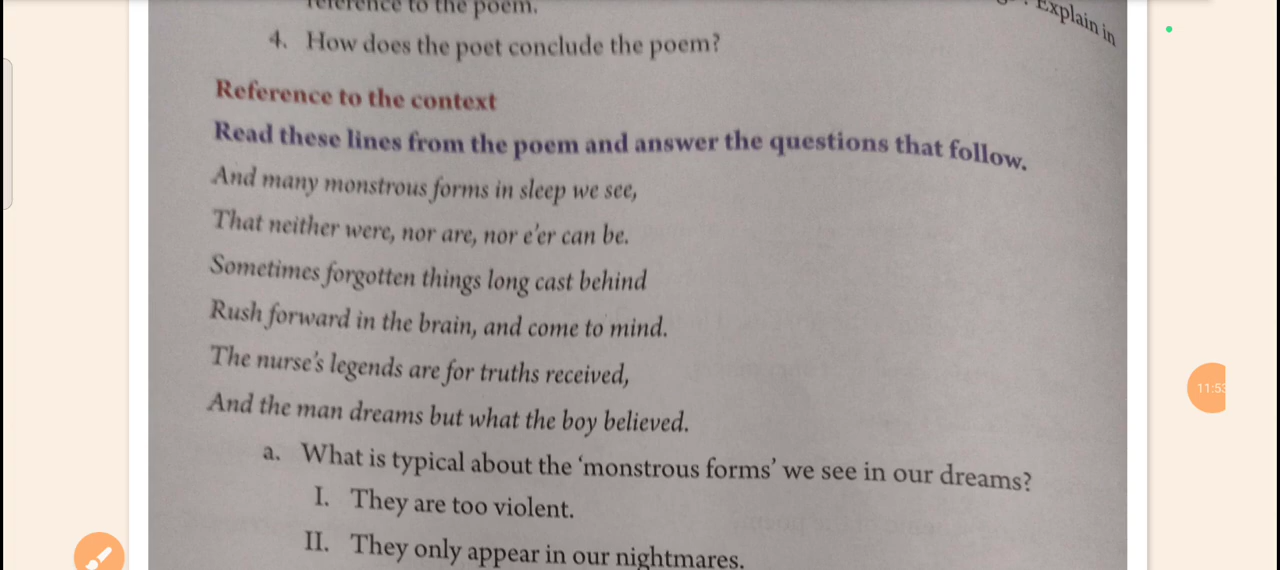 reference to the poem.
Explain in
4. How does the poet conclude the poem?
Reference to the context
Read these lines from the poem and answer the questions that follow.
And many monstrous forms in sleep we see,
That neither were, nor are, nor e'er can be.
Sometimes forgotten things long cast behind
Rush forward in the brain, and come to mind.
The nurse's legends are for truths received,
And the man dreams but what the boy believed.
a. What is typical about the 'monstrous forms' we see in our dreams?
I. They are too violent.
II. They only appear in our nightmares.
11:53